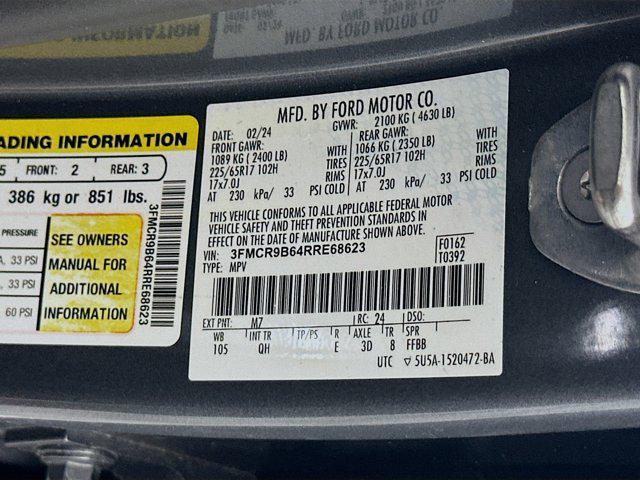 MFD. BY FORD MOTOR CO.
DATE: 02/24 GVWR: 2100 KG ( 4630 LB)
FRONT GAWR: REAR GAWR:
1089 KG ( 2400 LB) WITH 1066 KG ( 2350 LB) WITH
225/65R17 102H TIRES 225/65R17 102H TIRES
17x7.0J RIMS 17x7.0J RIMS
AT 230 kPa/ 33 PSI COLD AT 230 kPa/ 33 PSI COLD
THIS VEHICLE CONFORMS TO ALL APPLICABLE FEDERAL MOTOR
VEHICLE SAFETY AND THEFT PREVENTION STANDARDS IN
EFFECT ON THE DATE OF MANUFACTURE SHOWN ABOVE.
VIN: 3FMCR9B64RRE68623 F0162
TYPE: MPV T0392
EXT PNT: M7 RC: 24 DSO:
WB INT TR TP/PS R AXLE TR SPR
105 QH E 3D 8 FFBB
UTC 5U5A-1520472-BA
ADING INFORMATION
5 FRONT: 2 REAR: 3
386 kg or 851 lbs.
PRESSURE
A, 33 PSI
33 PSI
60 PSI
SEE OWNERS
MANUAL FOR
ADDITIONAL
INFORMATION
3FMCR9B64RRE68623